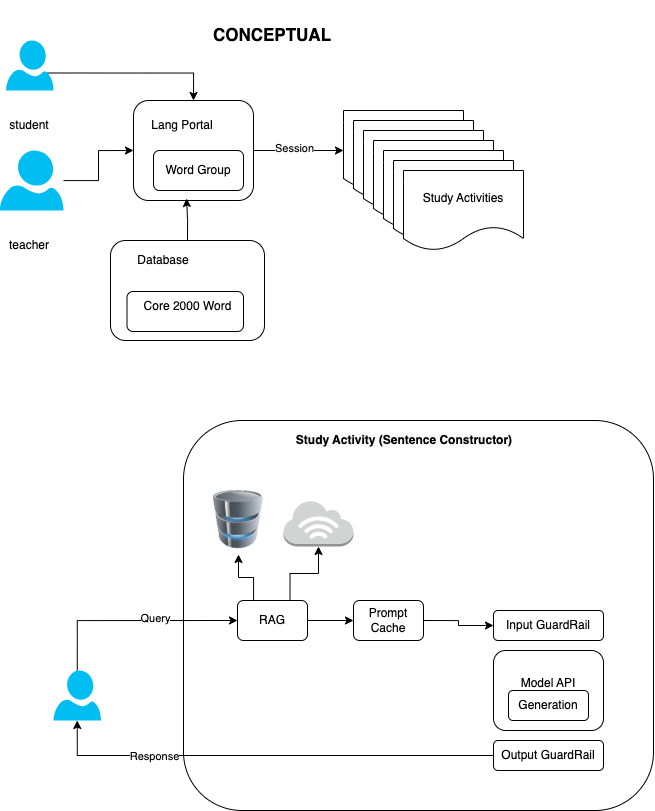 CONCEPTUAL
student
Lang Portal
Word Group
Session
Study Activities
teacher
Database
Core 2000 Word
Study Activity (Sentence Constructor)
Query
RAG
Prompt
Cache
Input GuardRail
Model API
Generation
Response
Output GuardRail